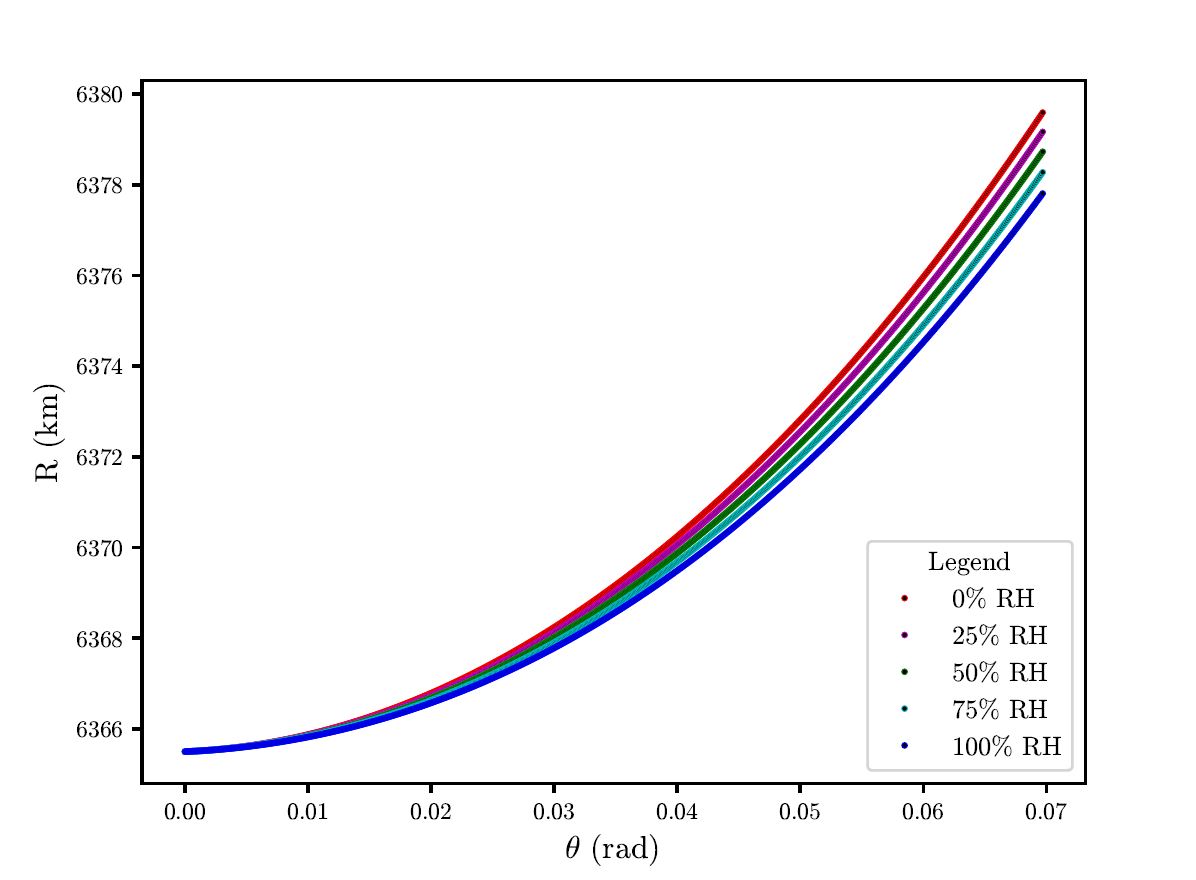 6380
6378
6376
6374
6372
6370
6368
6366
R (km)
0.00 0.01 0.02 0.03 0.04 0.05 0.06 0.07
θ (rad)
Legend
0% RH
25% RH
50% RH
75% RH
100% RH